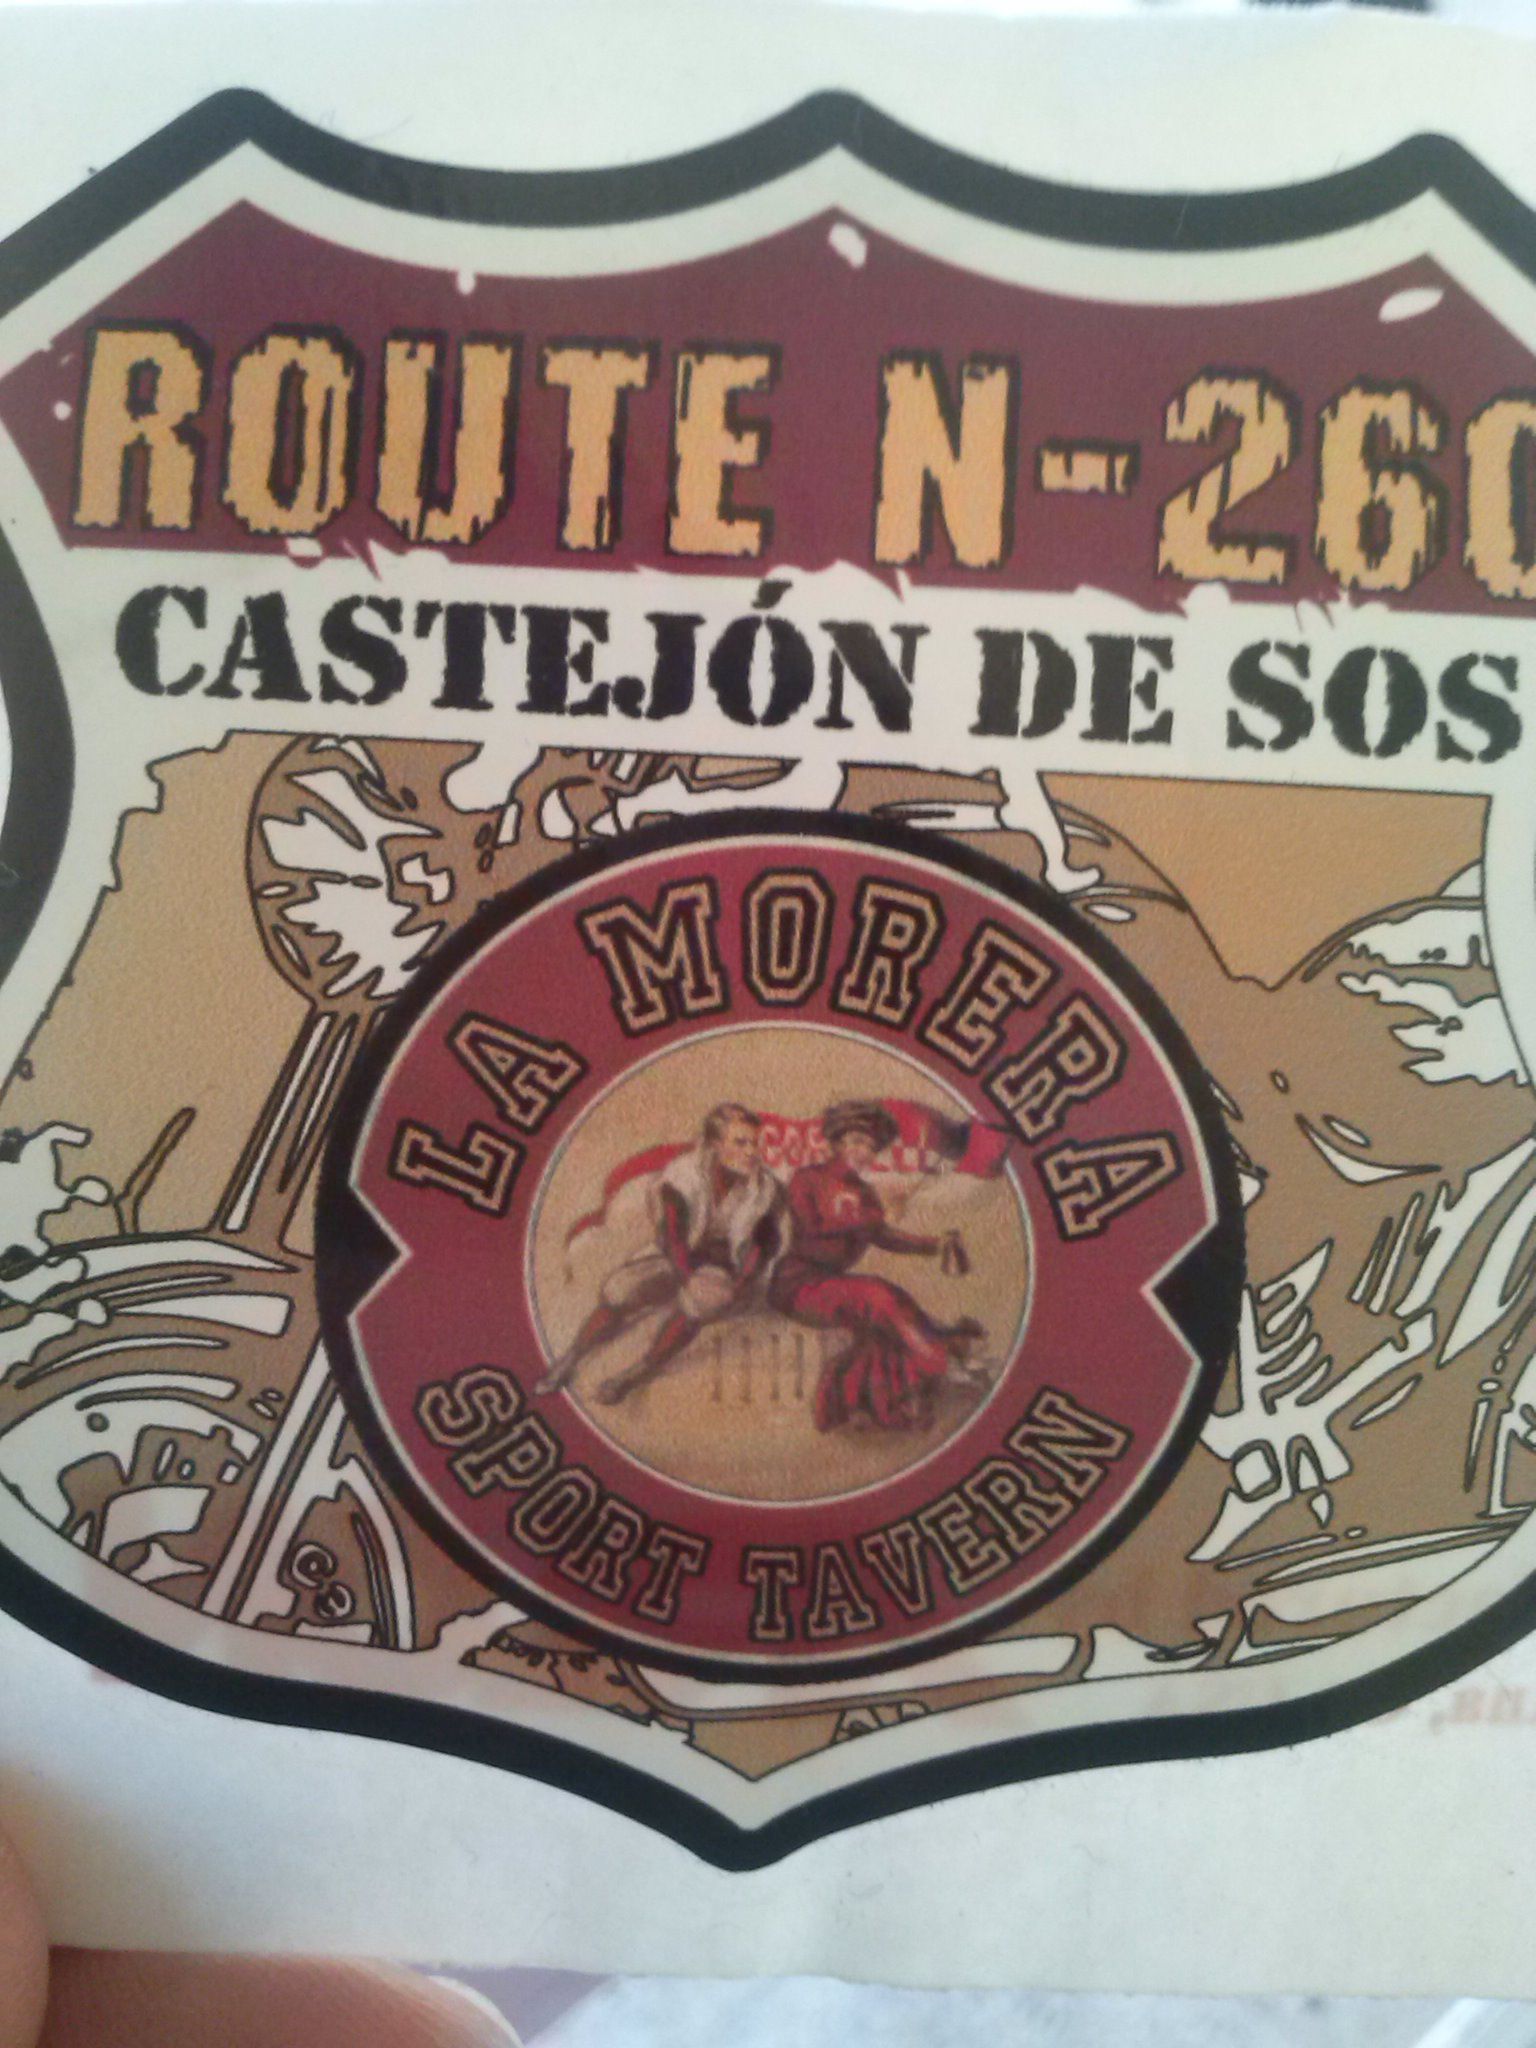 ROUTE N-260
CASTEJÓN DE SOS
LA MORERA
SPORT TAVERN